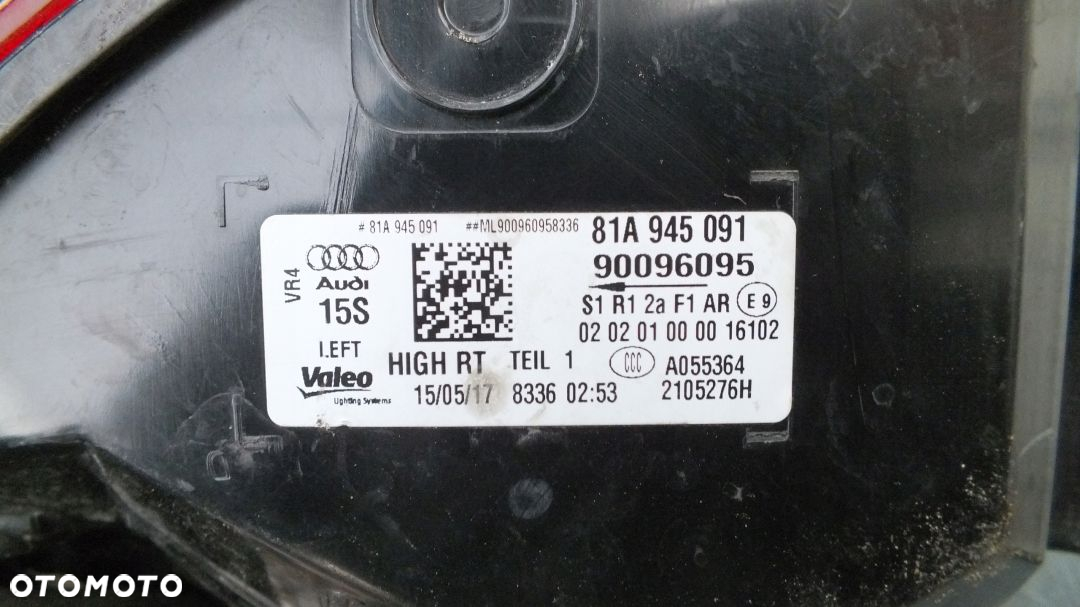 # 81A 945 091 ##ML900960958336 81A 945 091
90096095
VR4
Audi
15S
S1 R1 2a F1 AR E9
02 02 01 00 00 16102
LEFT
HIGH RT TEIL 1 CCC A055364
Valeo
Lighting Systems
15/05/17 8336 02:53 2105276H
OTOMOTO